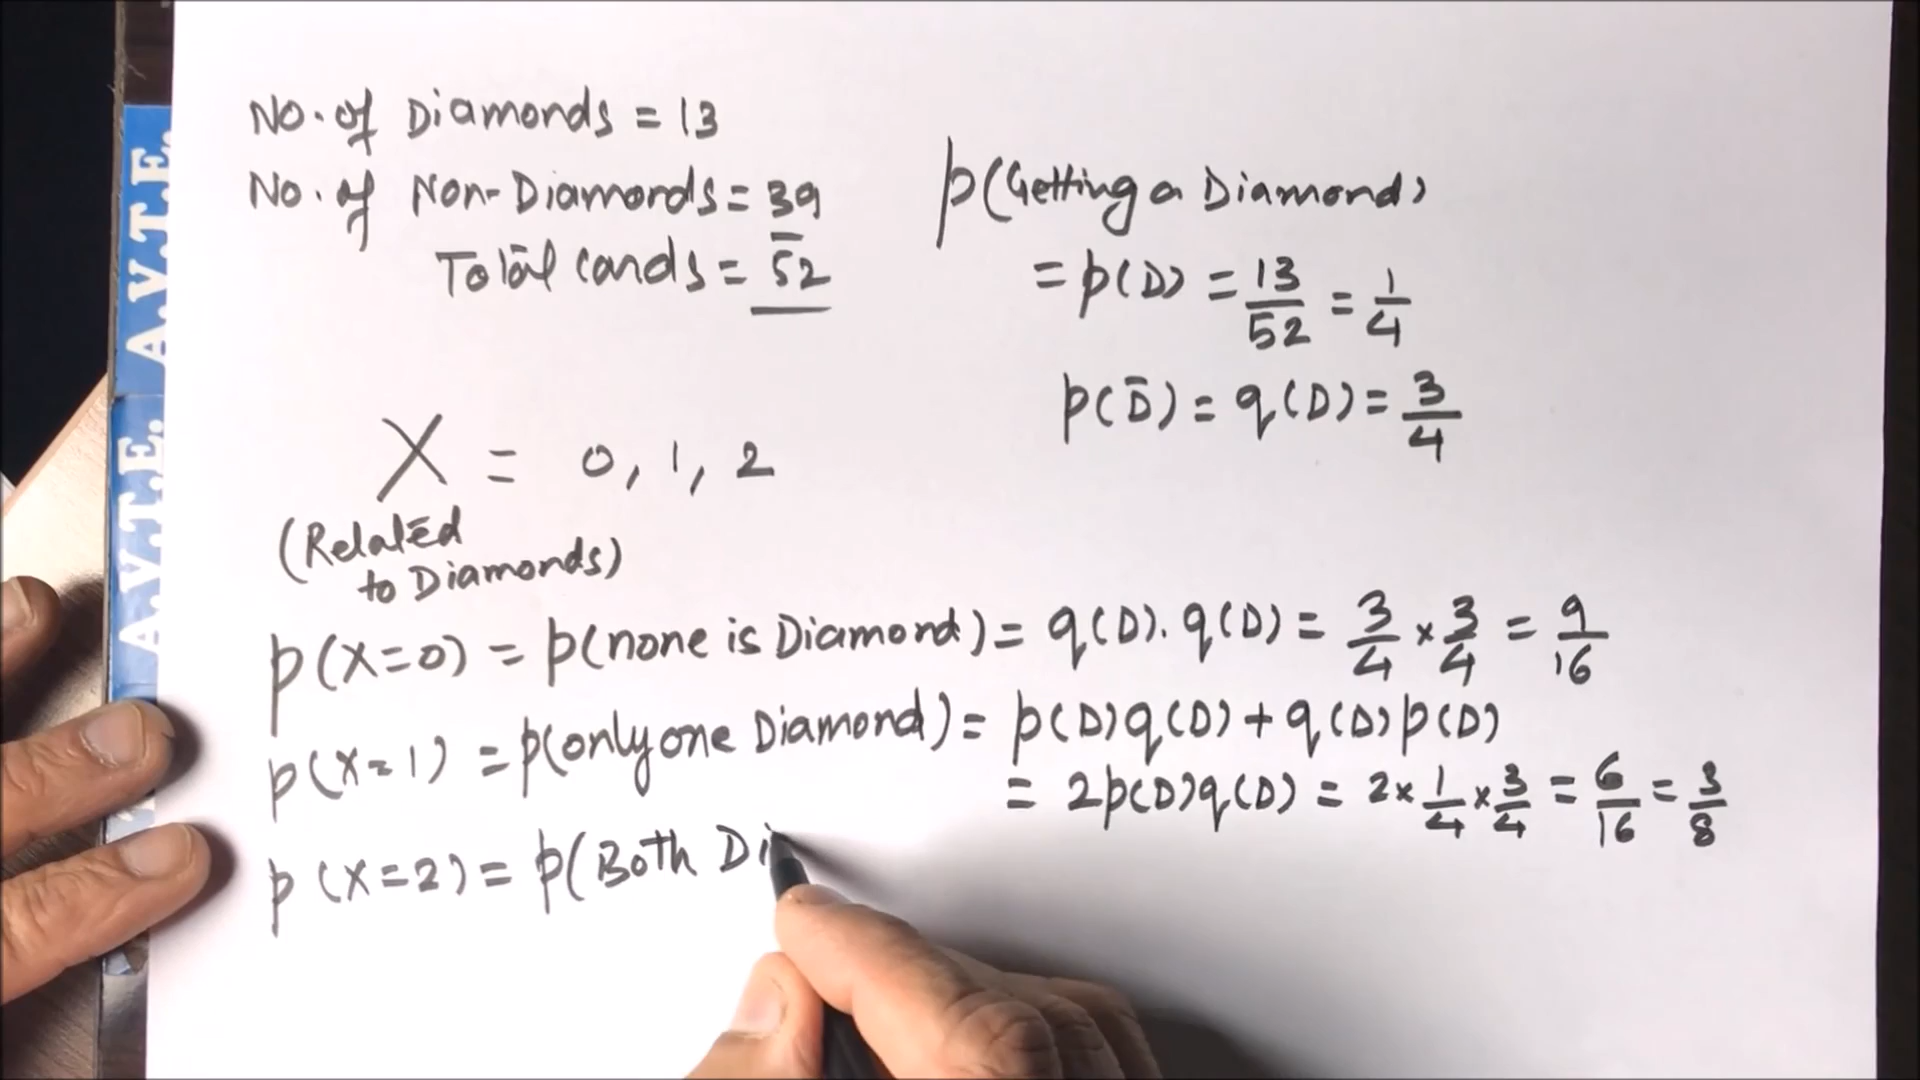 No. of Diamonds = 13
No. of Non-Diamonds = 39
Total cards = 52
p(Getting a Diamond)
= p(D) = 13/52 = 1/4
p(D̄) = q(D) = 3/4
X = 0, 1, 2
(Related
to Diamonds)
p(X=0) = p(none is Diamond) = q(D). q(D) = 3/4 × 3/4 = 9/16
p(X=1) = p(only one Diamond) = p(D)q(D) + q(D)p(D)
= 2p(D)q(D) = 2 × 1/4 × 3/4 = 6/16 = 3/8
p(X=2) = p(Both Di
A.V.T.E. A.V.T.E.
A.V.T.E. A.V.T.E.